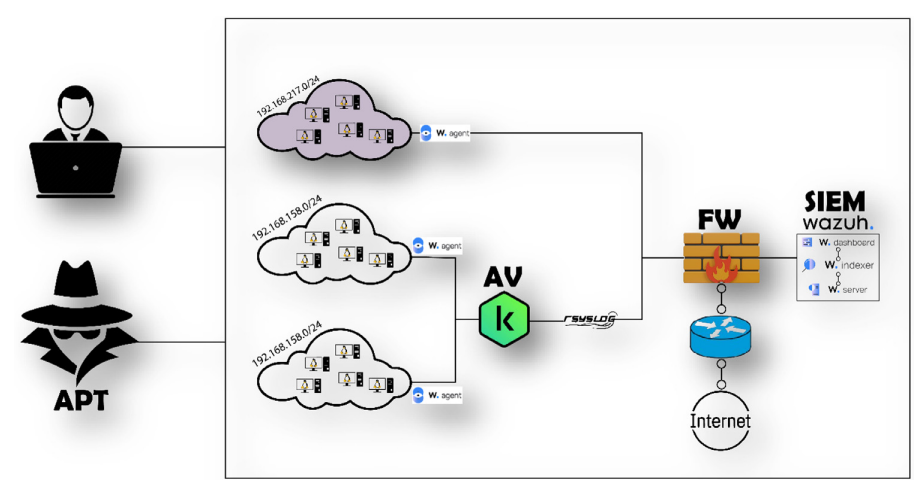 192.168.217.0/24
W. agent
192.168.158.0/24
W. agent
AV
k
rsyslog
192.168.158.0/24
W. agent
FW
SIEM
wazuh.
W. dashboard
W. indexer
W. server
Internet
APT